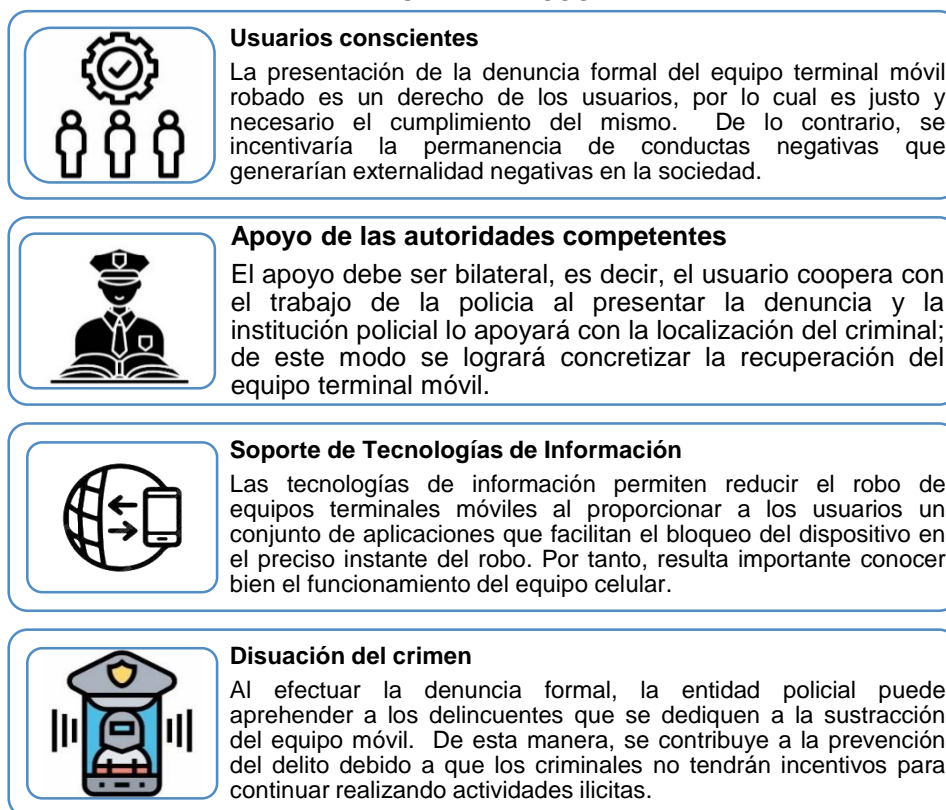 Usuarios conscientes
La presentación de la denuncia formal del equipo terminal móvil
robado es un derecho de los usuarios, por lo cual es justo y
necesario el cumplimiento del mismo. De lo contrario, se
incentivaría la permanencia de conductas negativas que
generarían externalidad negativas en la sociedad.
Apoyo de las autoridades competentes
El apoyo debe ser bilateral, es decir, el usuario coopera con
el trabajo de la policia al presentar la denuncia y la
institución policial lo apoyará con la localización del criminal;
de este modo se logrará concretizar la recuperación del
equipo terminal móvil.
Soporte de Tecnologías de Información
Las tecnologías de información permiten reducir el robo de
equipos terminales móviles al proporcionar a los usuarios un
conjunto de aplicaciones que facilitan el bloqueo del dispositivo en
el preciso instante del robo. Por tanto, resulta importante conocer
bien el funcionamiento del equipo celular.
Disuación del crimen
Al efectuar la denuncia formal, la entidad policial puede
aprehender a los delincuentes que se dediquen a la sustracción
del equipo móvil. De esta manera, se contribuye a la prevención
del delito debido a que los criminales no tendrán incentivos para
continuar realizando actividades ilicitas.